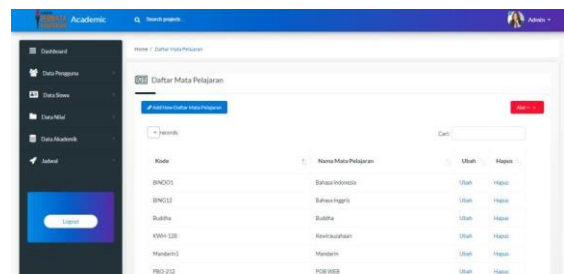 Academic
Search projects..
Admin
Dashboard
Data Pengguna
Data Siswa
Data Nilai
Data Akademik
Jadwal
Logout
Home / Daftar Mata Pelajaran
Daftar Mata Pelajaran
Add New Daftar Mata Pelajaran
records
Cari:
Kode Nama Mata Pelajaran Ubah Hapus
BINDO1 Bahasa Indonesia Ubah Hapus
BING12 Bahasa Inggris Ubah Hapus
Buddha Buddha Ubah Hapus
KWH-128 Kewirausahaan Ubah Hapus
Mandarin1 Mandarin Ubah Hapus
PBO-212 POB WEB Ubah Hapus